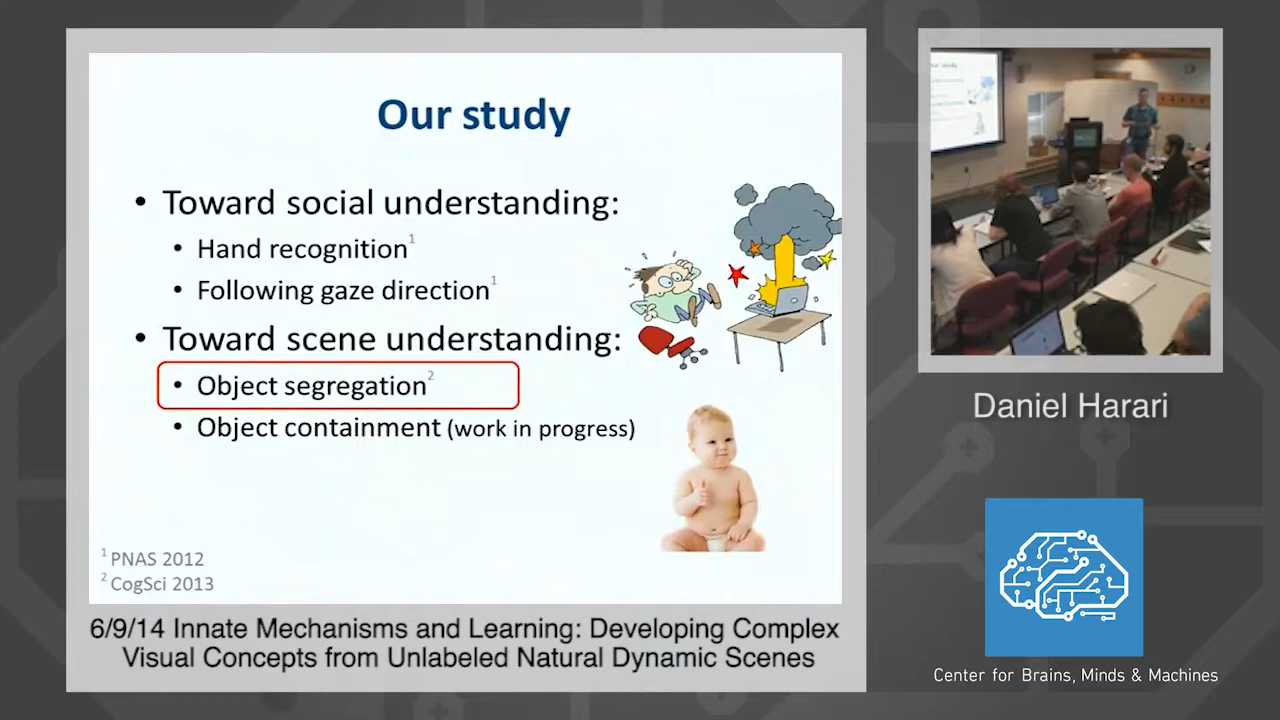 Our study
• Toward social understanding:
• Hand recognition1
• Following gaze direction1
• Toward scene understanding:
• Object segregation2
• Object containment (work in progress)
1 PNAS 2012
2 CogSci 2013
6/9/14 Innate Mechanisms and Learning: Developing Complex
Visual Concepts from Unlabeled Natural Dynamic Scenes
Daniel Harari
Center for Brains, Minds & Machines